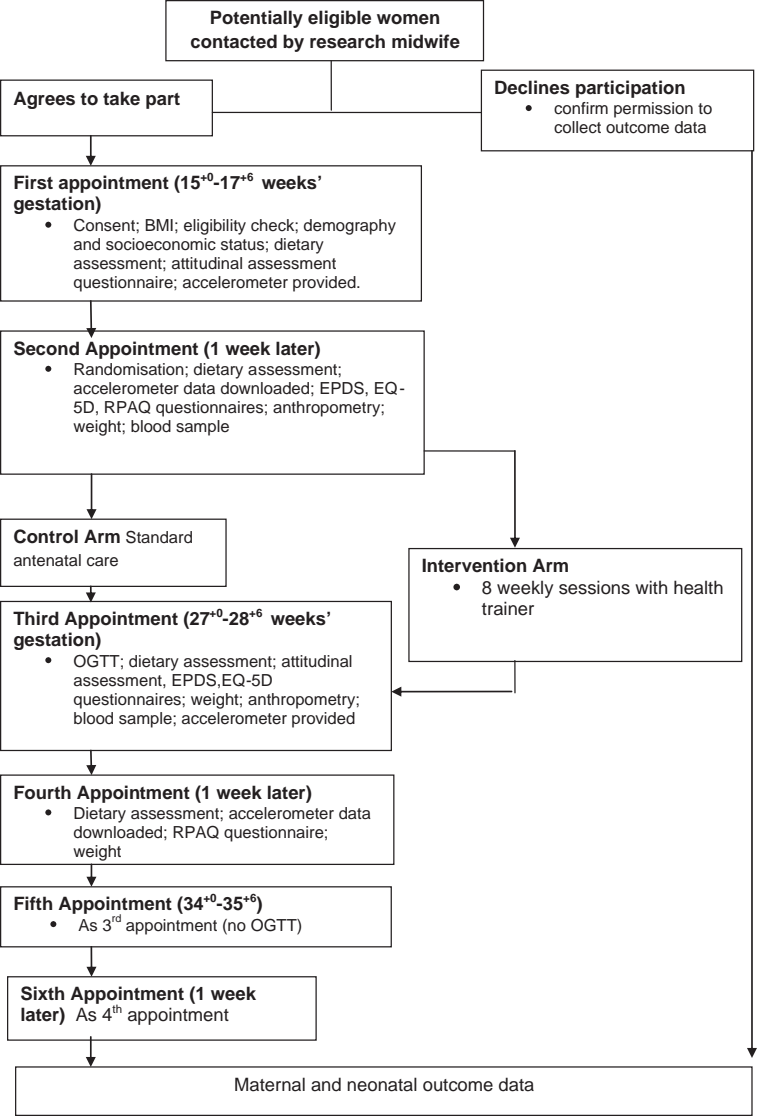 Potentially eligible women
contacted by research midwife
Agrees to take part
Declines participation
• confirm permission to
collect outcome data
First appointment (15⁺⁰-17⁺⁶ weeks'
gestation)
• Consent; BMI; eligibility check; demography
and socioeconomic status; dietary
assessment; attitudinal assessment
questionnaire; accelerometer provided.
Second Appointment (1 week later)
• Randomisation; dietary assessment;
accelerometer data downloaded; EPDS, EQ-
5D, RPAQ questionnaires; anthropometry;
weight; blood sample
Control Arm Standard
antenatal care
Intervention Arm
• 8 weekly sessions with health
trainer
Third Appointment (27⁺⁰-28⁺⁶ weeks'
gestation)
• OGTT; dietary assessment; attitudinal
assessment, EPDS,EQ-5D
questionnaires; weight; anthropometry;
blood sample; accelerometer provided
Fourth Appointment (1 week later)
• Dietary assessment; accelerometer data
downloaded; RPAQ questionnaire;
weight
Fifth Appointment (34⁺⁰-35⁺⁶)
• As 3ʳᵈ appointment (no OGTT)
Sixth Appointment (1 week
later) As 4ᵗʰ appointment
Maternal and neonatal outcome data